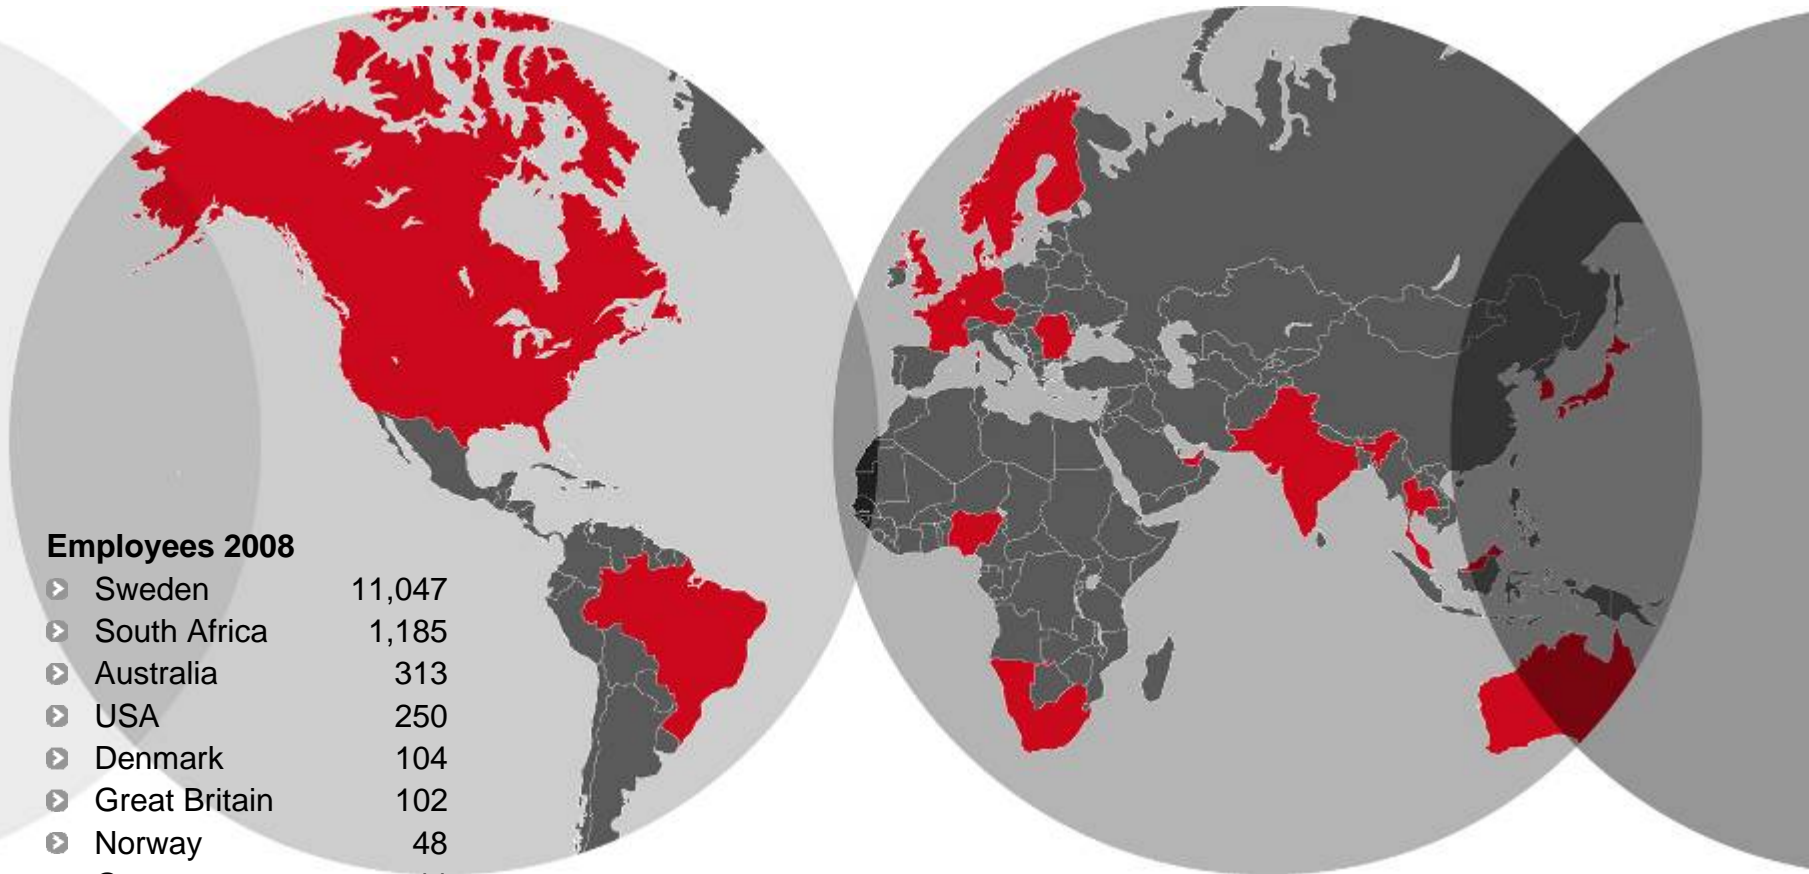 Employees 2008
Sweden 11,047
South Africa 1,185
Australia 313
USA 250
Denmark 104
Great Britain 102
Norway 48